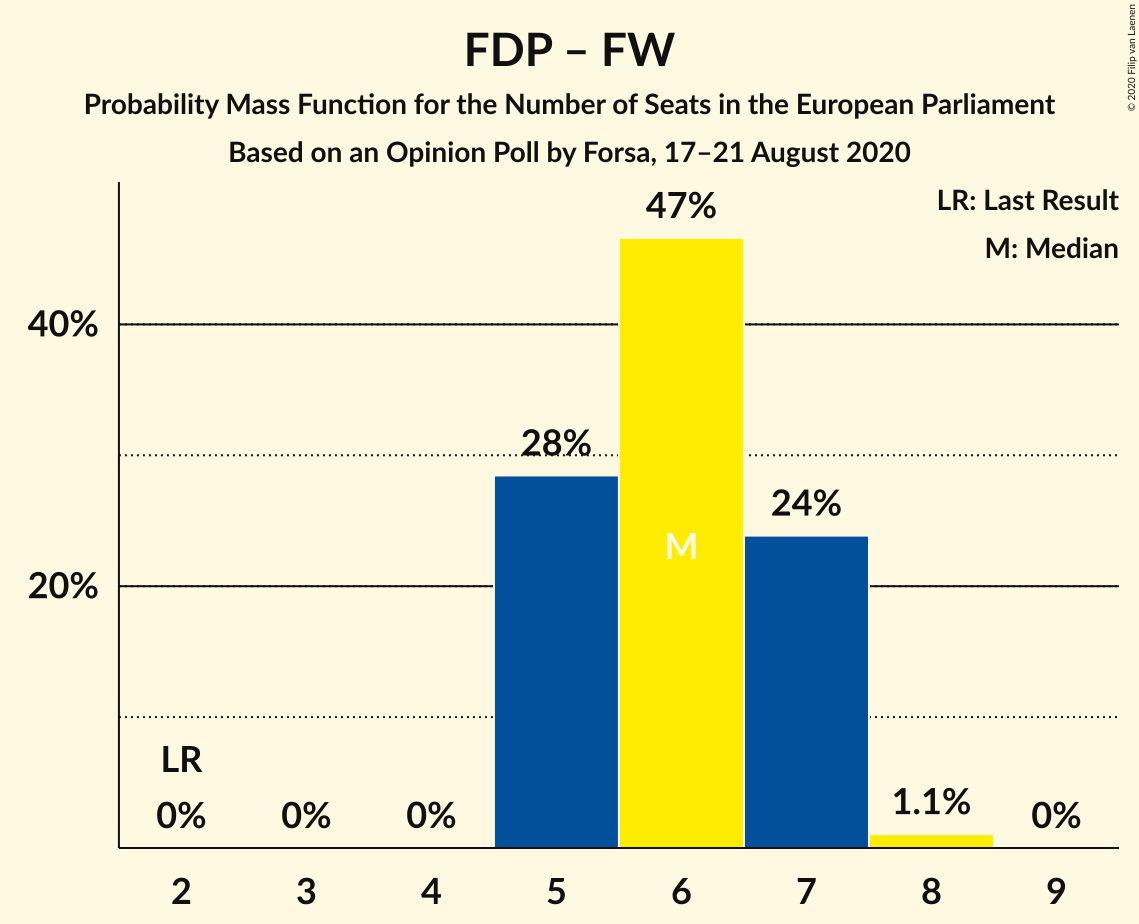 FDP – FW
Probability Mass Function for the Number of Seats in the European Parliament
Based on an Opinion Poll by Forsa, 17–21 August 2020
© 2020 Filip van Laenen
LR: Last Result
M: Median
47%
40%
28%
24%
M
20%
LR
0%
0%
0%
1.1%
0%
2
3
4
5
6
7
8
9